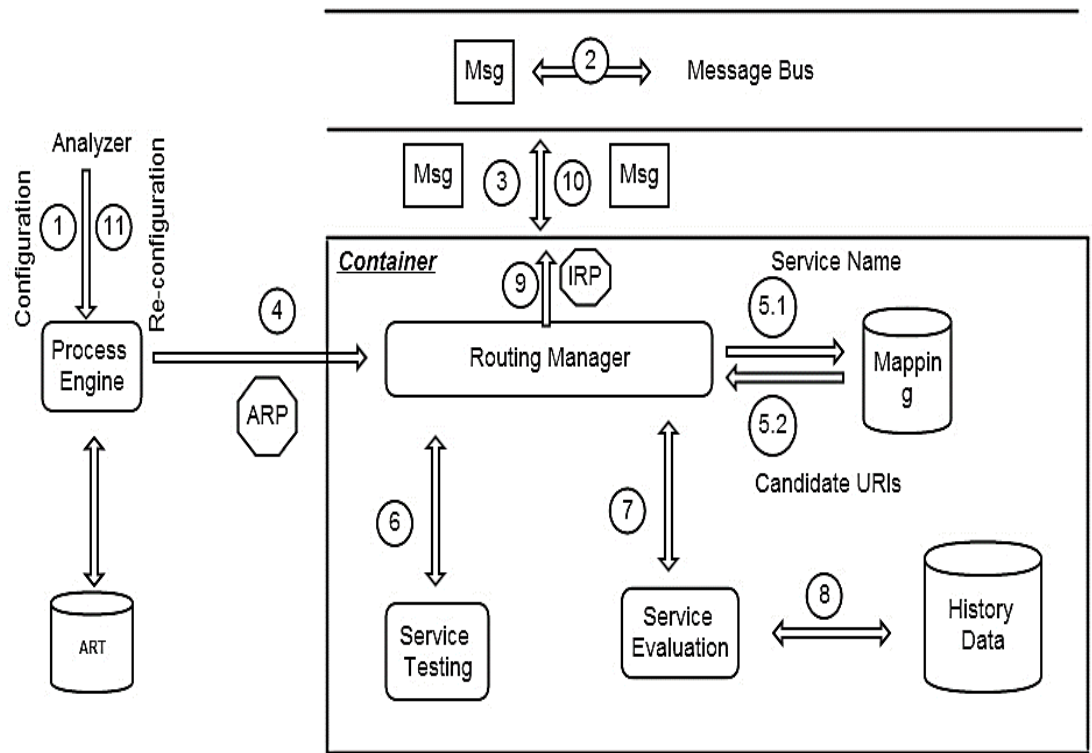 Msg
2
Message Bus
Analyzer
Configuration
1
11
Re-configuration
Msg
3
10
Msg
Container
9
IRP
Service Name
4
5.1
Process
Engine
Routing Manager
Mappin
g
ARP
5.2
Candidate URIs
6
7
8
ART
Service
Testing
Service
Evaluation
History
Data